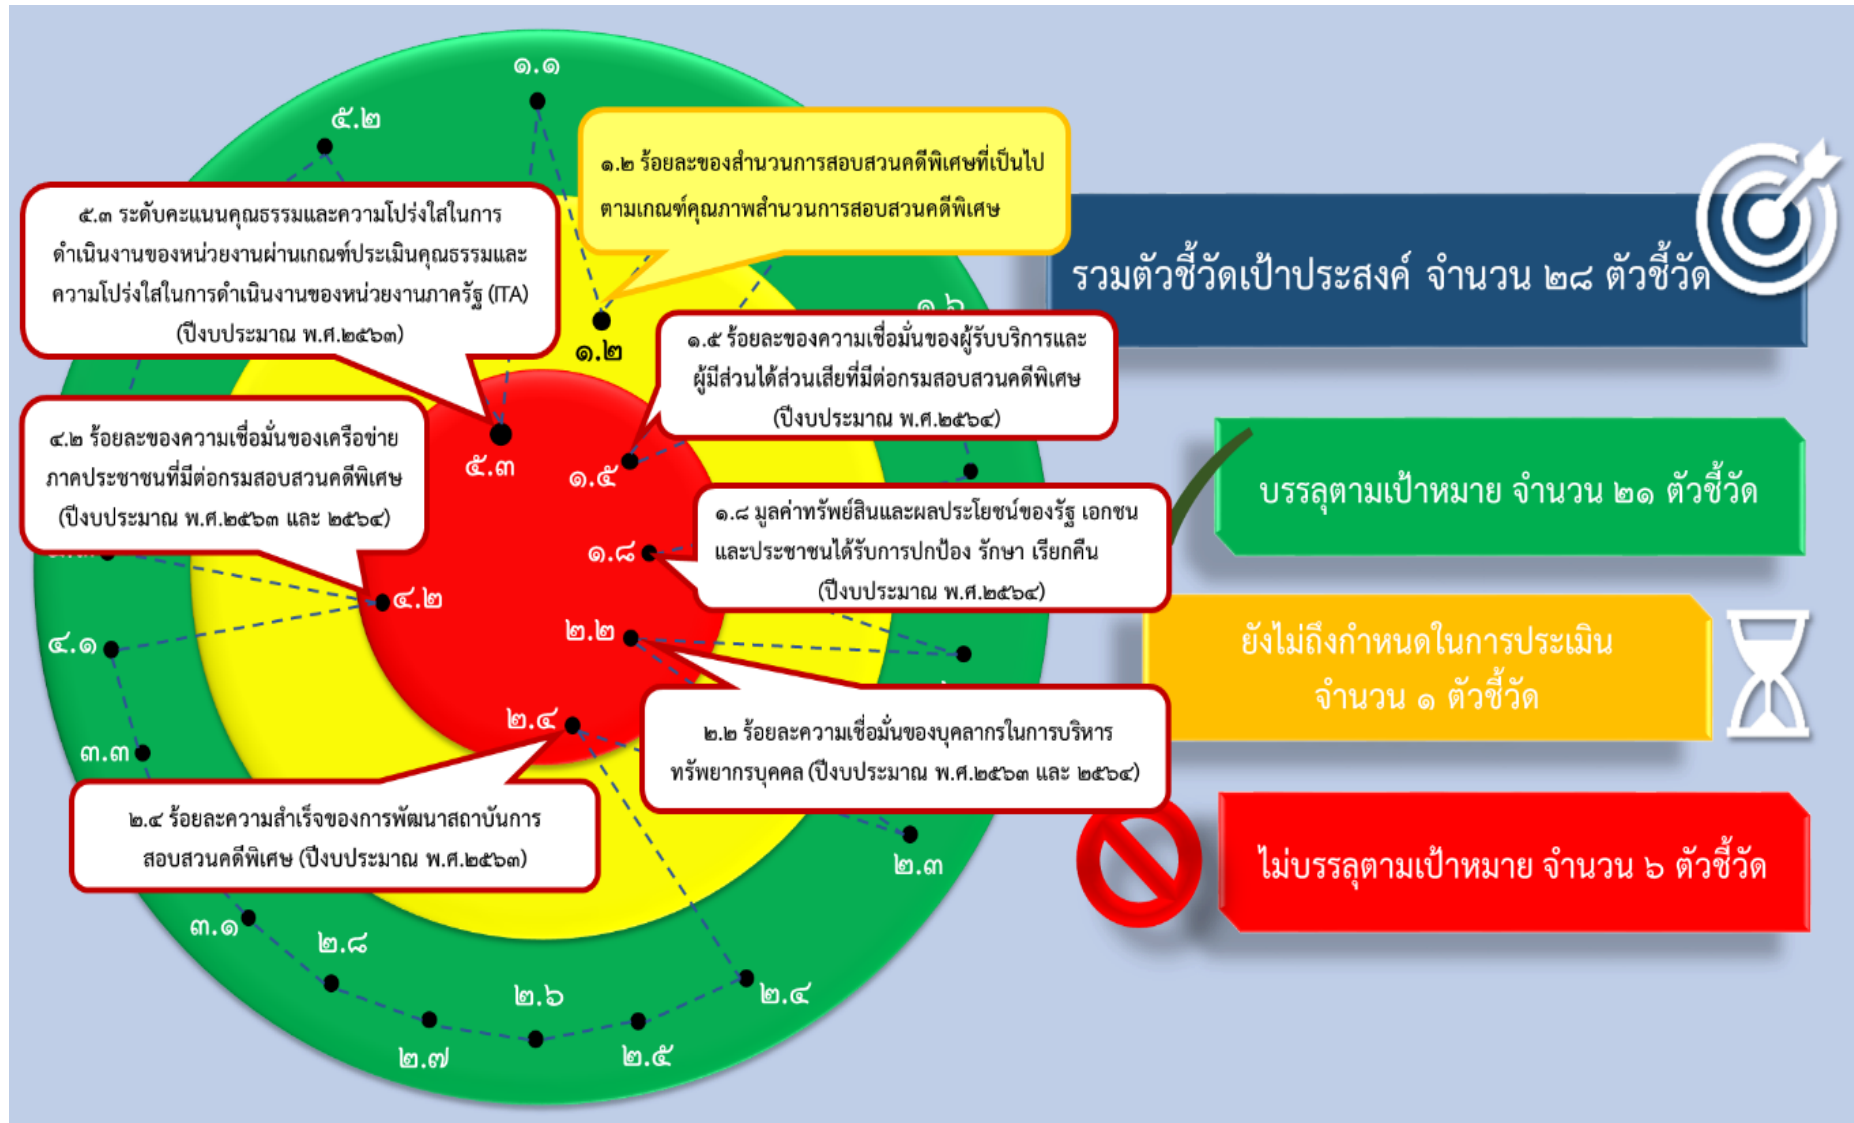 ๑.๑
๕.๒
๑.๒ ร้อยละของสำนวนการสอบสวนคดีพิเศษที่เป็นไป
ตามเกณฑ์คุณภาพสำนวนการสอบสวนคดีพิเศษ
๕.๓ ระดับคะแนนคุณธรรมและความโปร่งใสในการ
ดำเนินงานของหน่วยงานผ่านเกณฑ์ประเมินคุณธรรมและ
ความโปร่งใสในการดำเนินงานของหน่วยงานภาครัฐ (ITA)
(ปีงบประมาณ พ.ศ.๒๕๖๓)
รวมตัวชี้วัดเป้าประสงค์ จำนวน ๒๘ ตัวชี้วัด
๑.๖
๑.๒
๑.๕ ร้อยละของความเชื่อมั่นของผู้รับบริการและ
ผู้มีส่วนได้ส่วนเสียที่มีต่อกรมสอบสวนคดีพิเศษ
(ปีงบประมาณ พ.ศ.๒๕๖๔)
๔.๒ ร้อยละของความเชื่อมั่นของเครือข่าย
ภาคประชาชนที่มีต่อกรมสอบสวนคดีพิเศษ
(ปีงบประมาณ พ.ศ.๒๕๖๓ และ ๒๕๖๔)
๕.๓
๑.๕
บรรลุตามเป้าหมาย จำนวน ๒๑ ตัวชี้วัด
๑.๘ มูลค่าทรัพย์สินและผลประโยชน์ของรัฐ เอกชน
และประชาชนได้รับการปกป้อง รักษา เรียกคืน
(ปีงบประมาณ พ.ศ.๒๕๖๔)
๑.๘
๔.๒
๒.๒
๔.๑
ยังไม่ถึงกำหนดในการประเมิน
จำนวน ๑ ตัวชี้วัด
๒.๔
๒.๒ ร้อยละความเชื่อมั่นของบุคลากรในการบริหาร
ทรัพยากรบุคคล (ปีงบประมาณ พ.ศ.๒๕๖๓ และ ๒๕๖๔)
๓.๓
๒.๔ ร้อยละความสำเร็จของการพัฒนาสถาบันการ
สอบสวนคดีพิเศษ (ปีงบประมาณ พ.ศ.๒๕๖๓)
๒.๓
ไม่บรรลุตามเป้าหมาย จำนวน ๖ ตัวชี้วัด
๓.๑
๒.๘
๒.๖
๒.๔
๒.๗
๒.๕